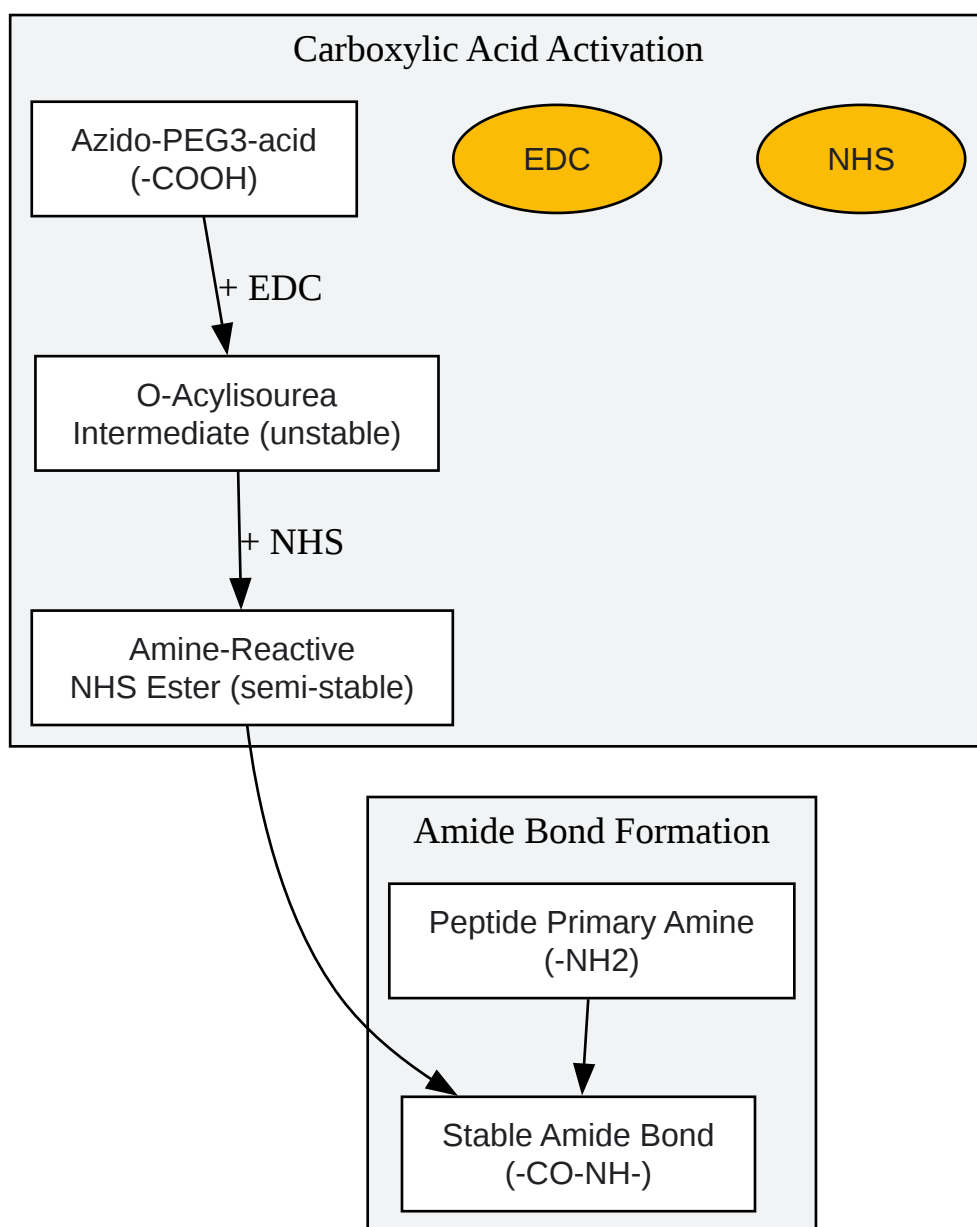 Carboxylic Acid Activation
Azido-PEG3-acid
(-COOH)
EDC
NHS
+ EDC
O-Acylisourea
Intermediate (unstable)
+ NHS
Amine-Reactive
NHS Ester (semi-stable)
Amide Bond Formation
Peptide Primary Amine
(-NH2)
Stable Amide Bond
(-CO-NH-)